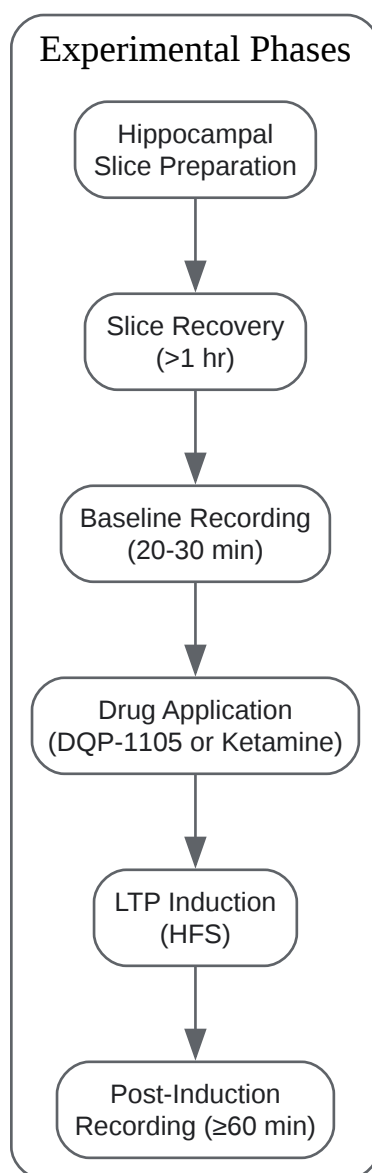 Experimental Phases
Hippocampal
Slice Preparation
Slice Recovery
(>1 hr)
Baseline Recording
(20-30 min)
Drug Application
(DQP-1105 or Ketamine)
LTP Induction
(HFS)
Post-Induction
Recording (≥60 min)